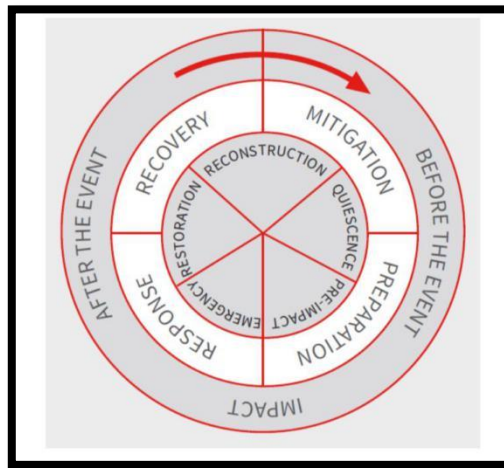 BEFORE THE EVENT
IMPACT
AFTER THE EVENT
MITIGATION
PREPARATION
RESPONSE
RECOVERY
RECONSTRUCTION
QUIESCENCE
PRE-IMPACT
EMERGENCY
RESTORATION